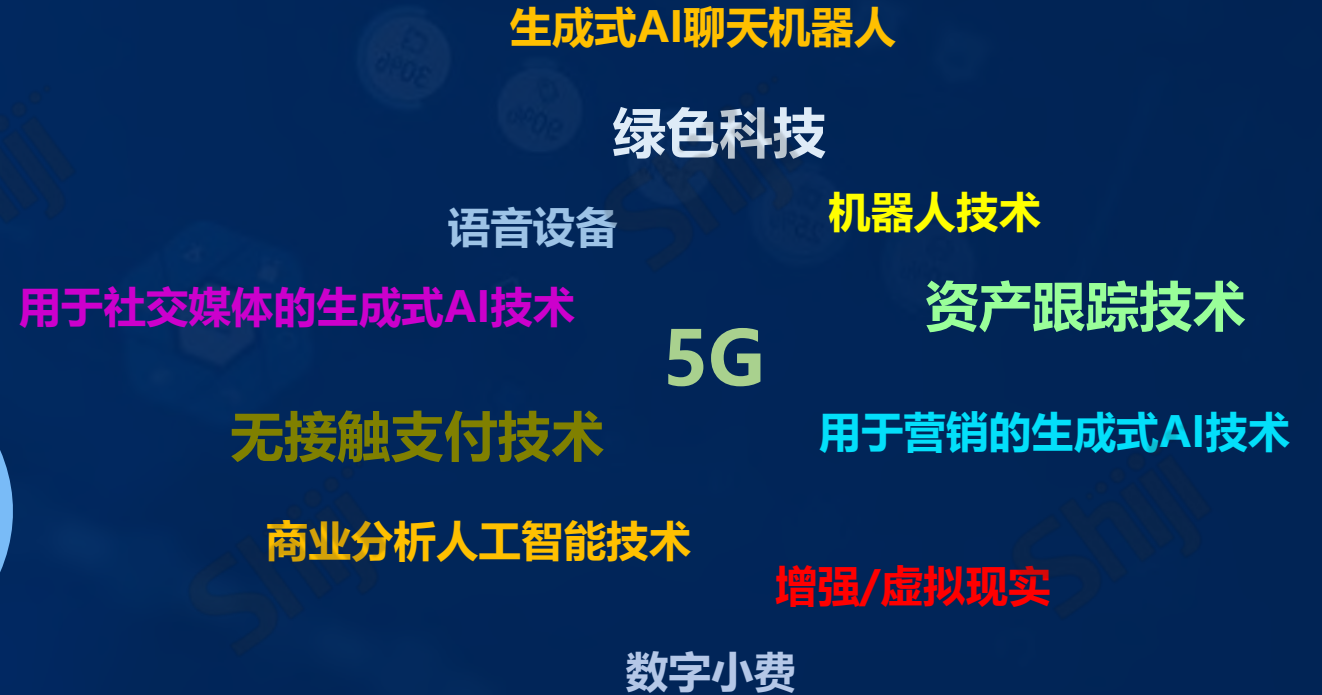 生成式AI聊天机器人
绿色科技
机器人技术
语音设备
用于社交媒体的生成式AI技术
资产跟踪技术
5G
无接触支付技术
用于营销的生成式AI技术
商业分析人工智能技术
增强/虚拟现实
数字小费
Shiji
Shiji
Shiji